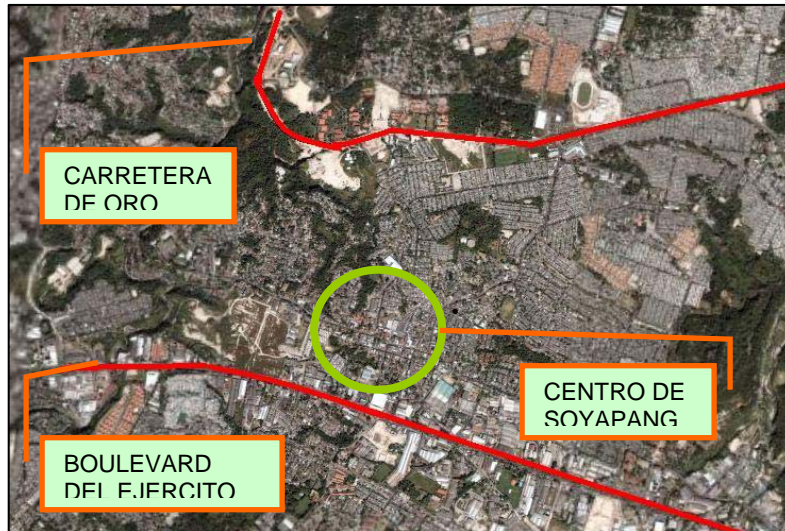 CARRETERA
DE ORO
CENTRO DE
SOYAPANG
BOULEVARD
DEL EJERCITO